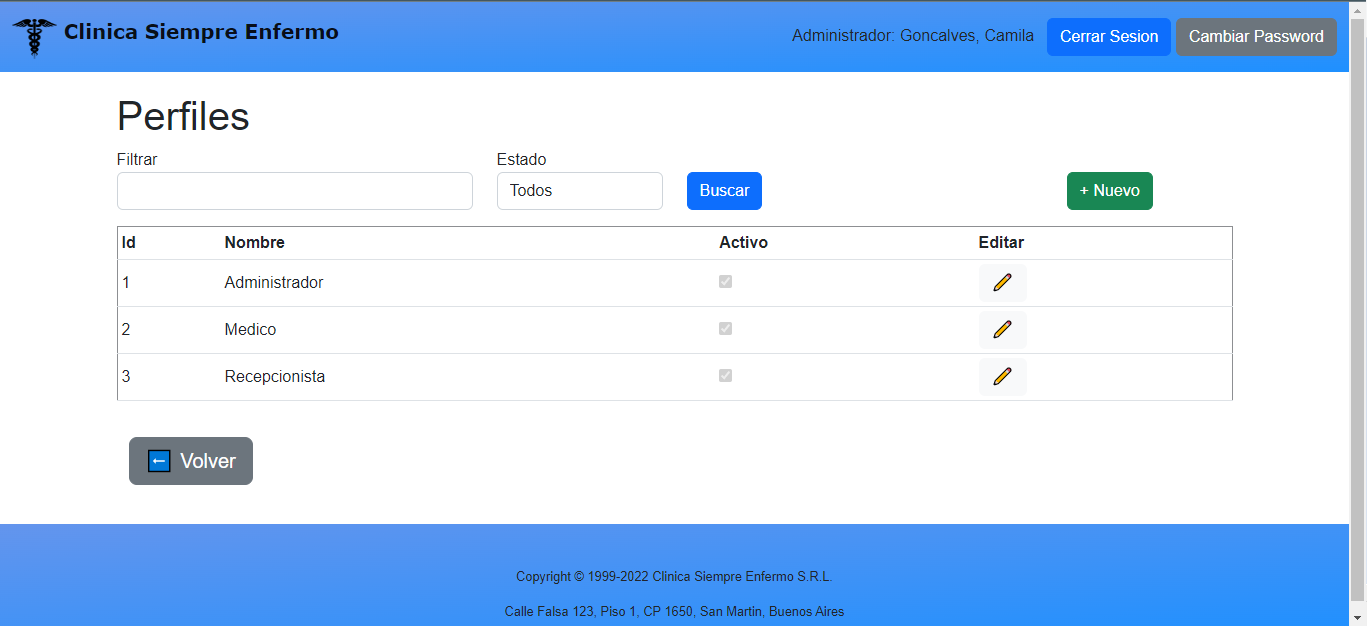 Clinica Siempre Enfermo
Administrador: Goncalves, Camila
Cerrar Sesion
Cambiar Password
Perfiles
Filtrar
Estado
Todos
Buscar
+ Nuevo
Id Nombre Activo Editar
1 Administrador
2 Medico
3 Recepcionista
← Volver
Copyright © 1999-2022 Clinica Siempre Enfermo S.R.L.
Calle Falsa 123, Piso 1, CP 1650, San Martin, Buenos Aires